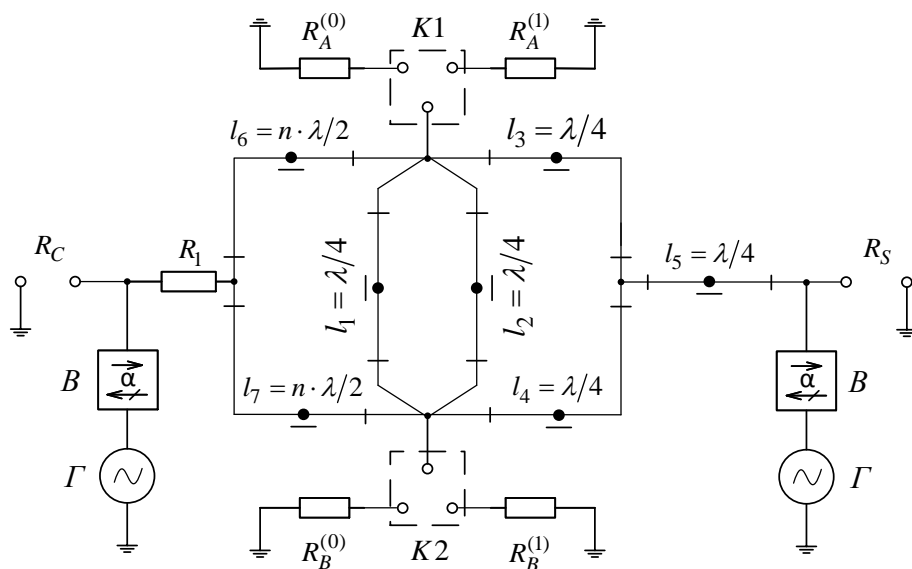 R_A^{(0)}
K1
R_A^{(1)}
l_6 = n · λ/2
l_3 = λ/4
R_C
R_1
l_1 = λ/4
l_2 = λ/4
l_5 = λ/4
R_S
α
B
α
B
l_7 = n · λ/2
l_4 = λ/4
Γ
Γ
R_B^{(0)}
K2
R_B^{(1)}